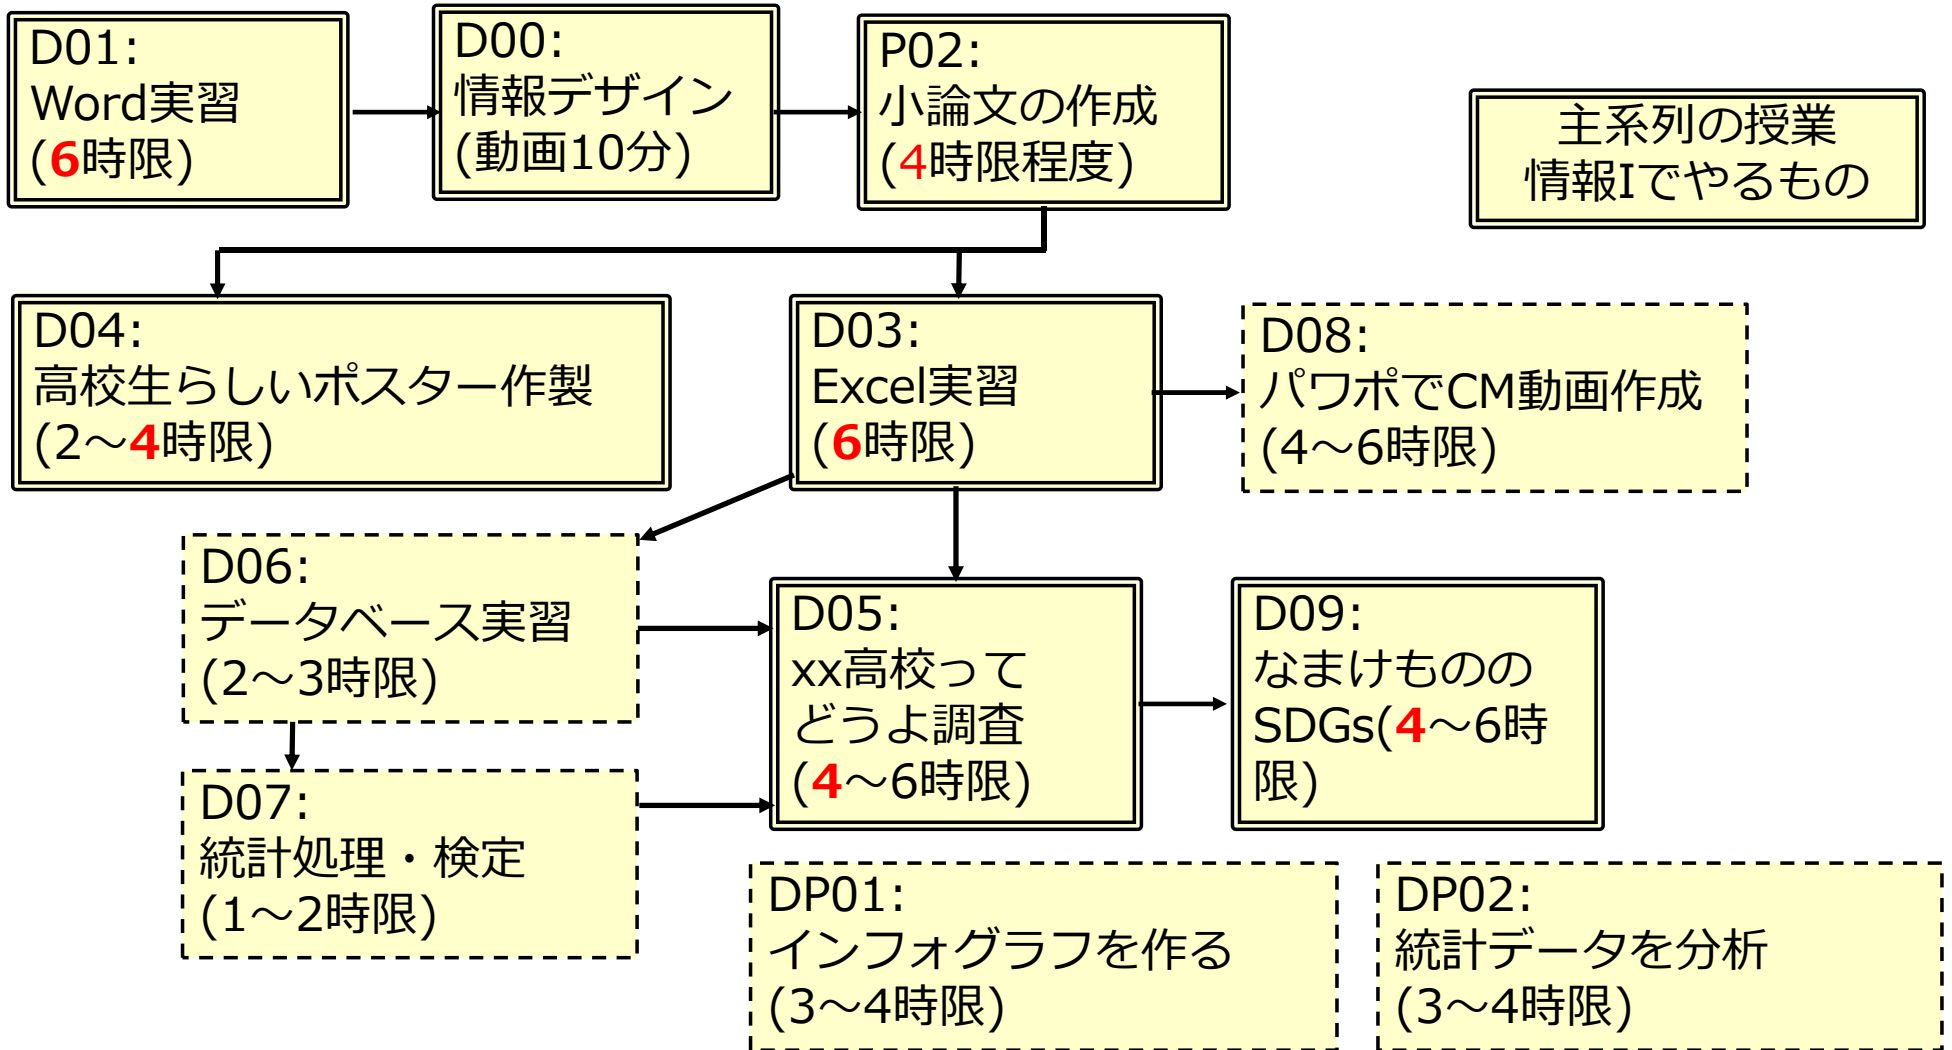 D01:
Word実習
(6時限)
D00:
情報デザイン
(動画10分)
P02:
小論文の作成
(4時限程度)
主系列の授業
情報Iでやるもの
D04:
高校生らしいポスター作製
(2～4時限)
D03:
Excel実習
(6時限)
D08:
パワポでCM動画作成
(4～6時限)
D06:
データベース実習
(2～3時限)
D05:
xx高校って
どうよ調査
(4～6時限)
D09:
なまけものの
SDGs(4～6時
限)
D07:
統計処理・検定
(1～2時限)
DP01:
インフォグラフを作る
(3～4時限)
DP02:
統計データを分析
(3～4時限)